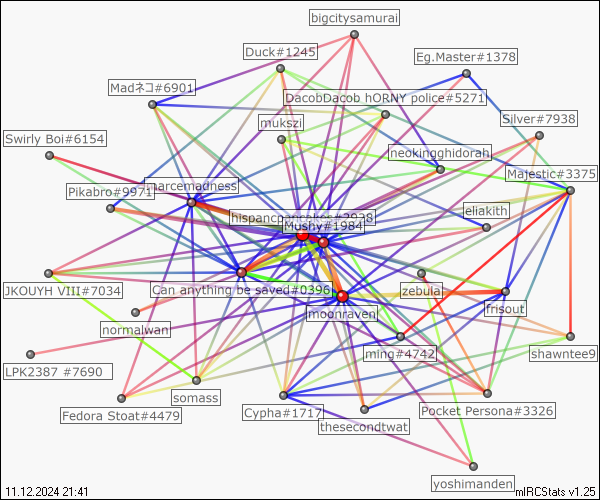 bigcitysamurai
Duck#1245
Eg.Master#1378
Madネコ#6901
DacobDacob hORNY police#5271
Silver#7938
mukszi
Swirly Boi#6154
neokingghidorah
Majestic#3375
marcemadness
Pikabro#9971
eliakith
hispancpancakes#2928
Mushy#1984
JKOUYH VIII#7034
Can anything be saved#0396
zebula
moonraven
frisout
normalwan
ming#4742
shawntee9
LPK2387 #7690
somass
Fedora Stoat#4479
Cypha#1717
Pocket Persona#3326
thesecondtwat
yoshimanden
11.12.2024 21:41
mIRCStats v1.25